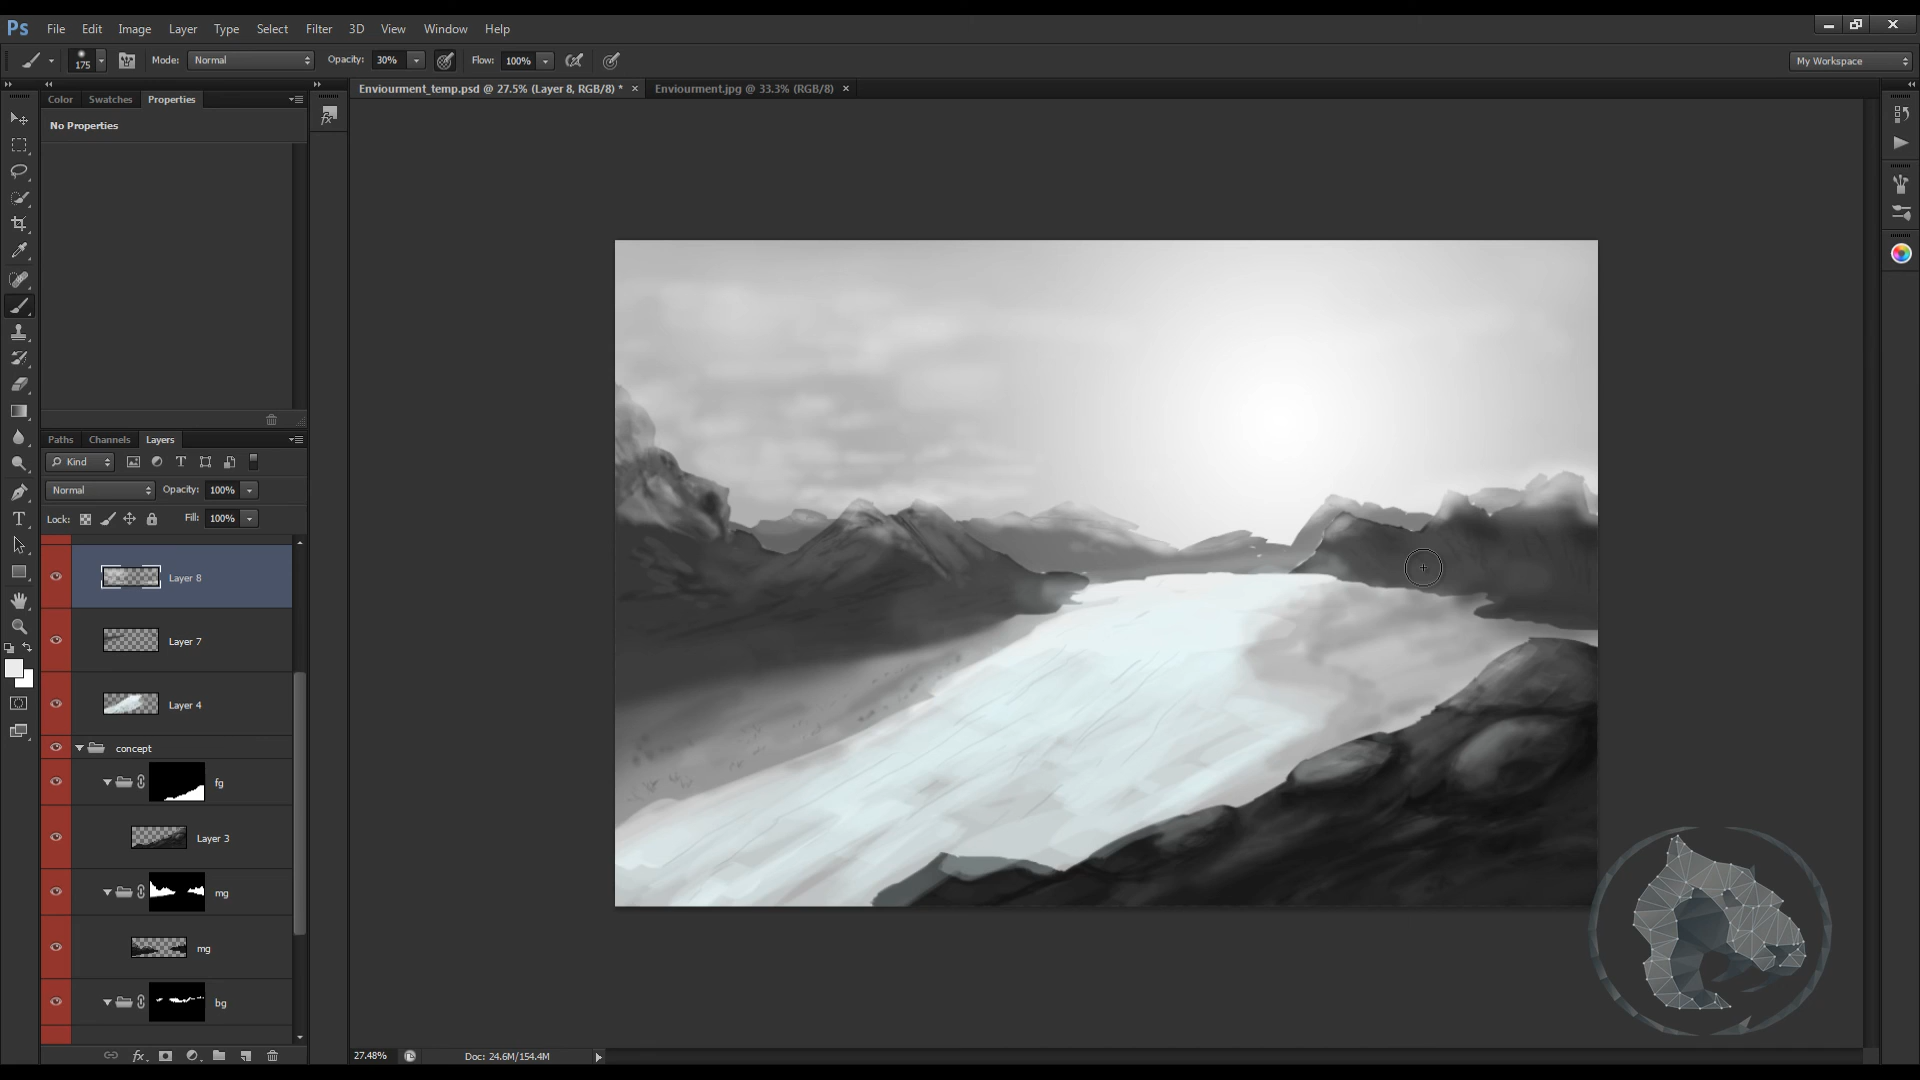 Ps File Edit Image Layer Type Select Filter 3D View Window Help
175 Mode: Normal Opacity: 30% Flow: 100% My Workspace
Color Swatches Properties
Enviourment_temp.psd @ 27.5% (Layer 8, RGB/8) * × Enviourment.jpg @ 33.3% (RGB/8) ×
No Properties
fx
Paths Channels Layers
Kind T
Normal Opacity: 100%
Lock: Fill: 100%
Layer 8
Layer 7
Layer 4
concept
fg
Layer 3
mg
mg
bg
fx
27.48% Doc: 24.6M/154.4M